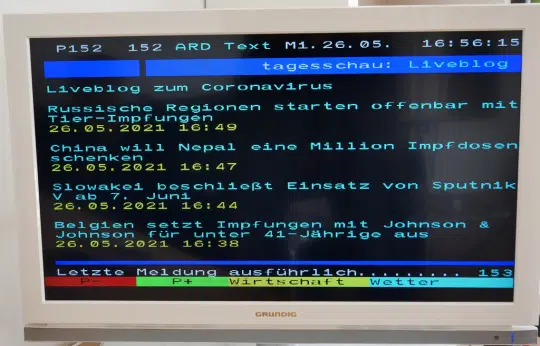 P152 152 ARD Text Mi.26.05. 16:56:15
tagesschau: Liveblog
Liveblog zum Coronavirus
Russische Regionen starten offenbar mit
Tier-Impfungen
26.05.2021 16:49
China will Nepal eine Million Impfdosen
schenken
26.05.2021 16:47
Slowakei beschließt Einsatz von Sputnik
V ab 7. Juni
26.05.2021 16:44
Belgien setzt Impfungen mit Johnson &
Johnson für unter 41-Jährige aus
26.05.2021 16:38
Letzte Meldung ausführlich......... 153
P- P+ Wirtschaft Wetter
GRUNDIG